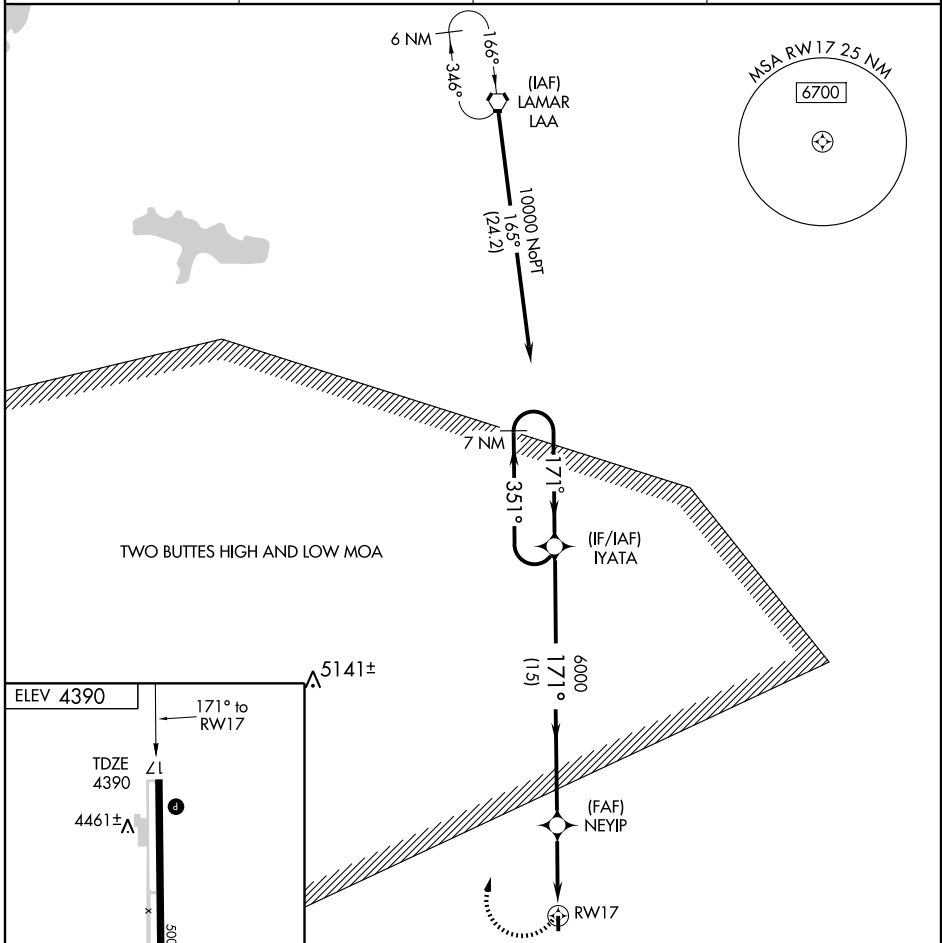 6 NM
166°
346°
(IAF)
LAMAR
LAA
MSA RW17 25 NM
6700
10000 NoPT
165°
(24.2)
7 NM
171°
351°
(IF/IAF)
IYATA
TWO BUTTES HIGH AND LOW MOA
6000
171°
(15)
5141±
ELEV 4390
171° to
RW17
TDZE
4390
17
P
4461±
x
500
(FAF)
NEYIP
RW17